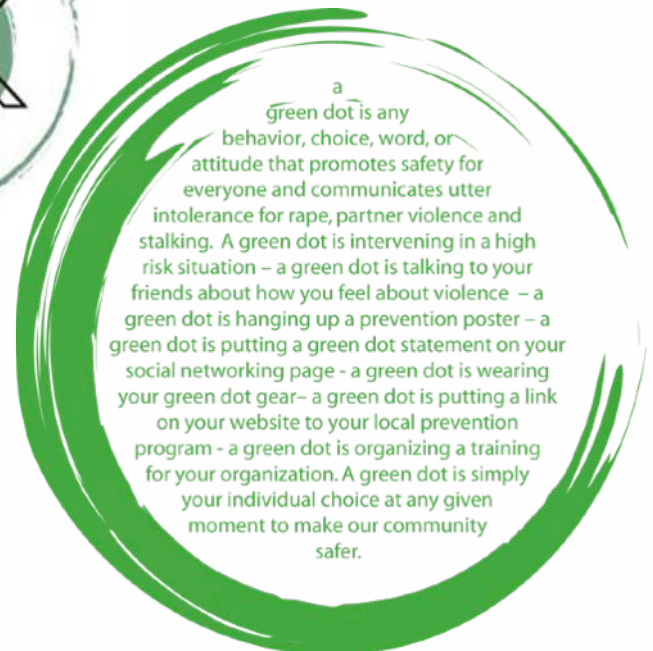 a
green dot is any
behavior, choice, word, or
attitude that promotes safety for
everyone and communicates utter
intolerance for rape, partner violence and
stalking. A green dot is intervening in a high
risk situation – a green dot is talking to your
friends about how you feel about violence – a
green dot is hanging up a prevention poster – a
green dot is putting a green dot statement on your
social networking page - a green dot is wearing
your green dot gear– a green dot is putting a link
on your website to your local prevention
program - a green dot is organizing a training
for your organization. A green dot is simply
your individual choice at any given
moment to make our community
safer.